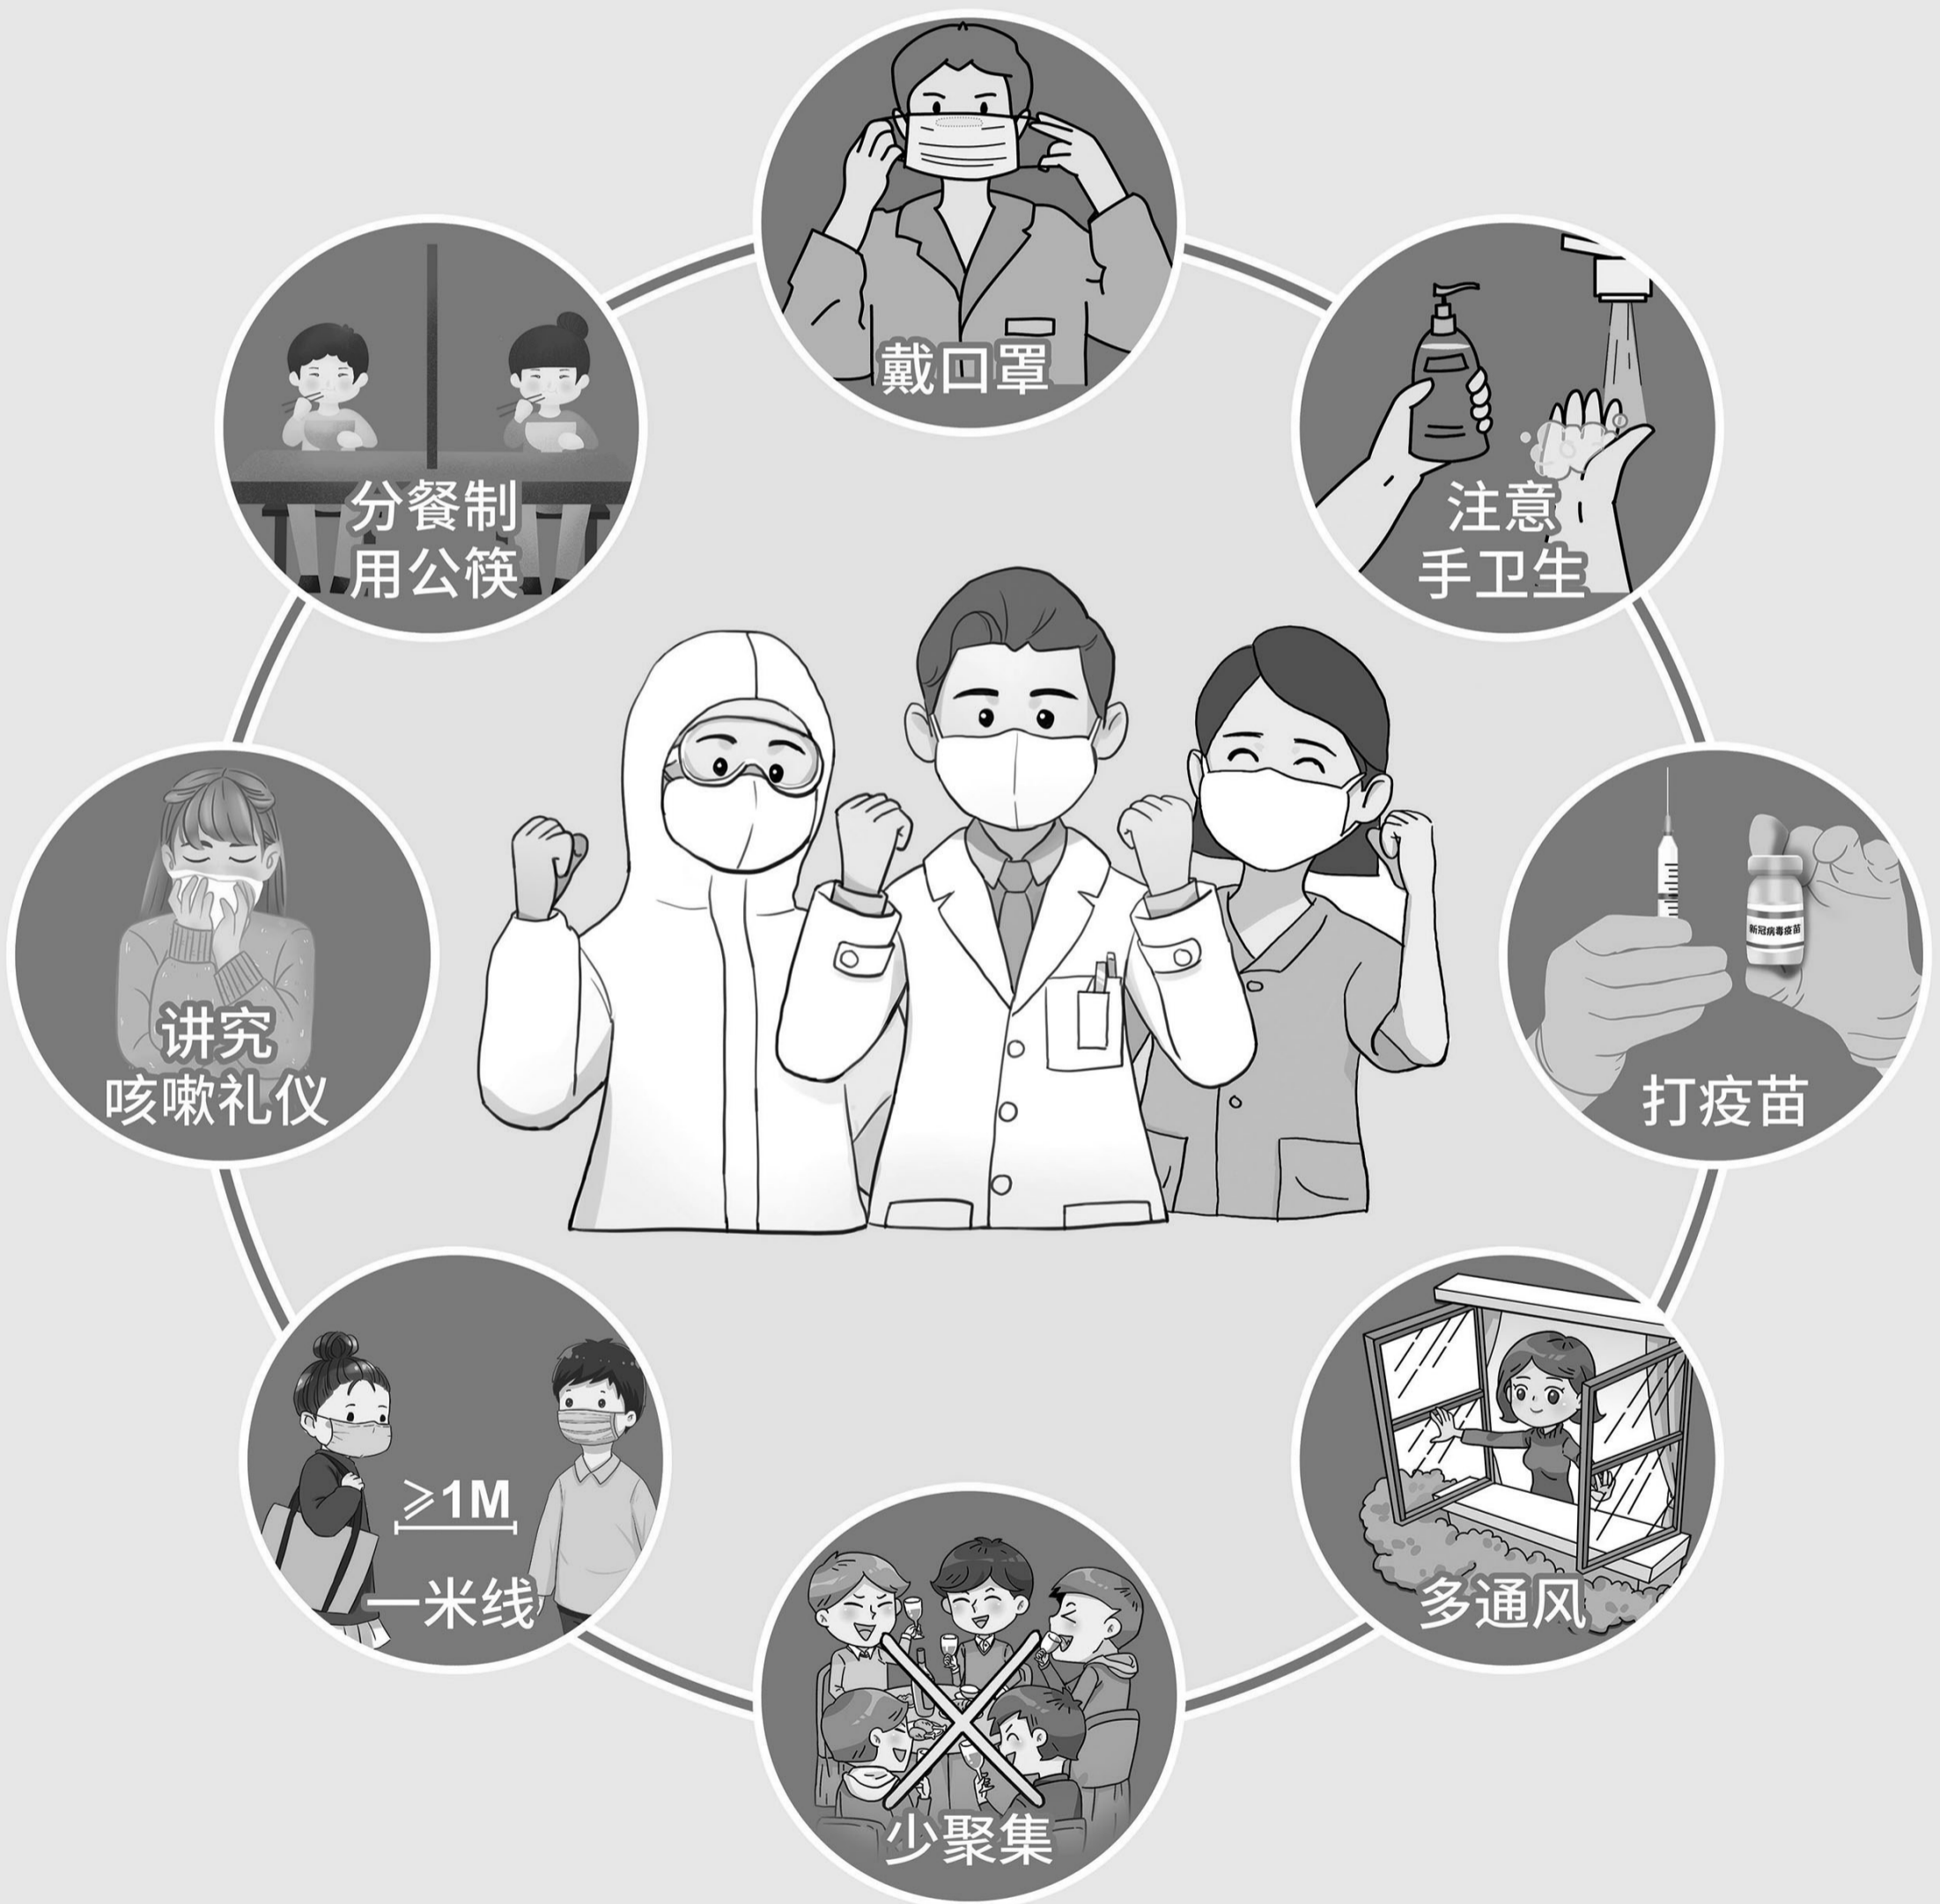 戴口罩
注意
手卫生
新冠病毒疫苗
打疫苗
多通风
少聚集
≥1M
一米线
讲究
咳嗽礼仪
分餐制
用公筷